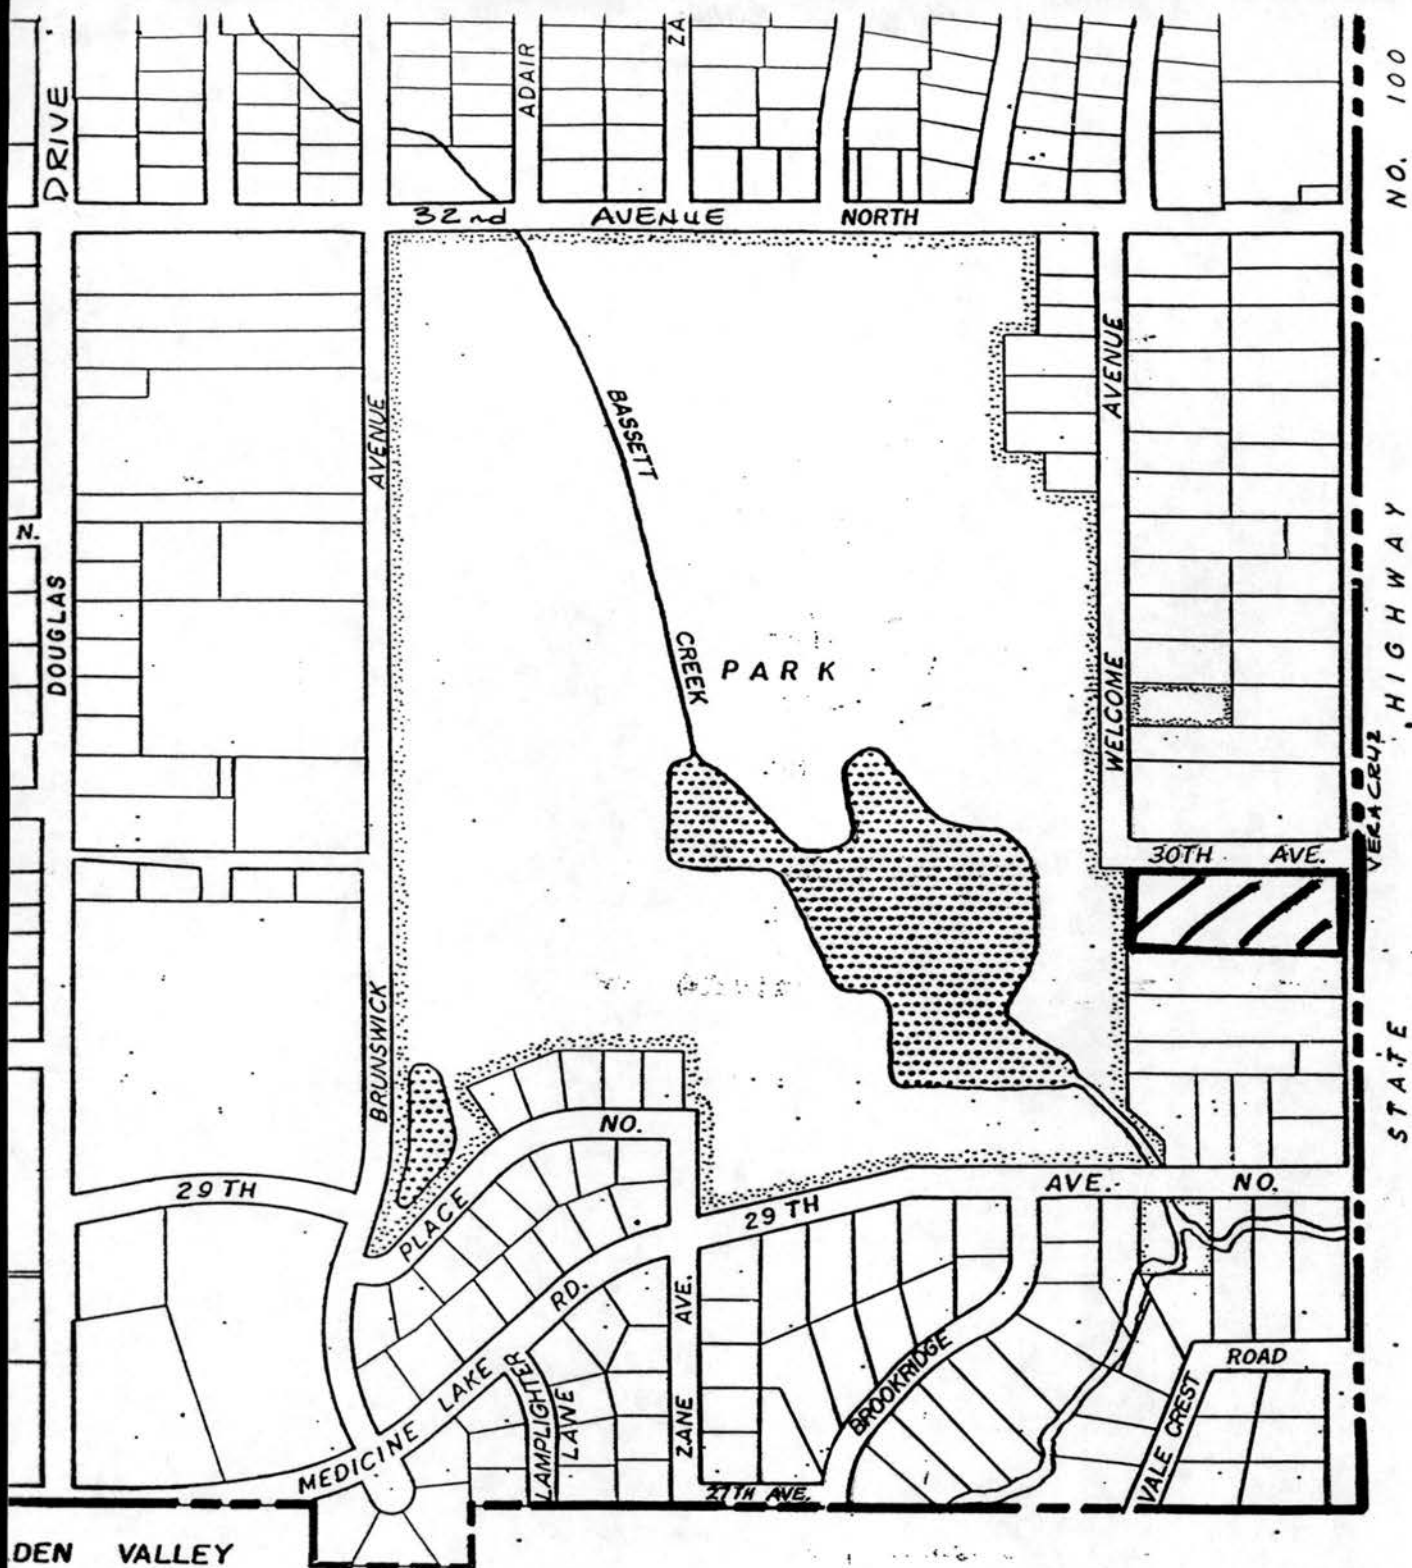 DRIVE
ADAIR
ZA.
NO. 100
32nd AVENUE NORTH
BASSETT
CREEK
PARK
AVENUE
BRUNSWICK
N.
DOUGLAS
AVENUE
WELCOME
HIGHWAY
VERACRUZ
30TH AVE.
STATE
NO.
PLACE
29TH
29TH
AVE. NO.
MEDICINE LAKE RD.
LAMPLIGHTER
LANE
ZANE AVE.
BROOKRIDGE
ROAD
VALE CREST
27TH AVE.
DEN VALLEY